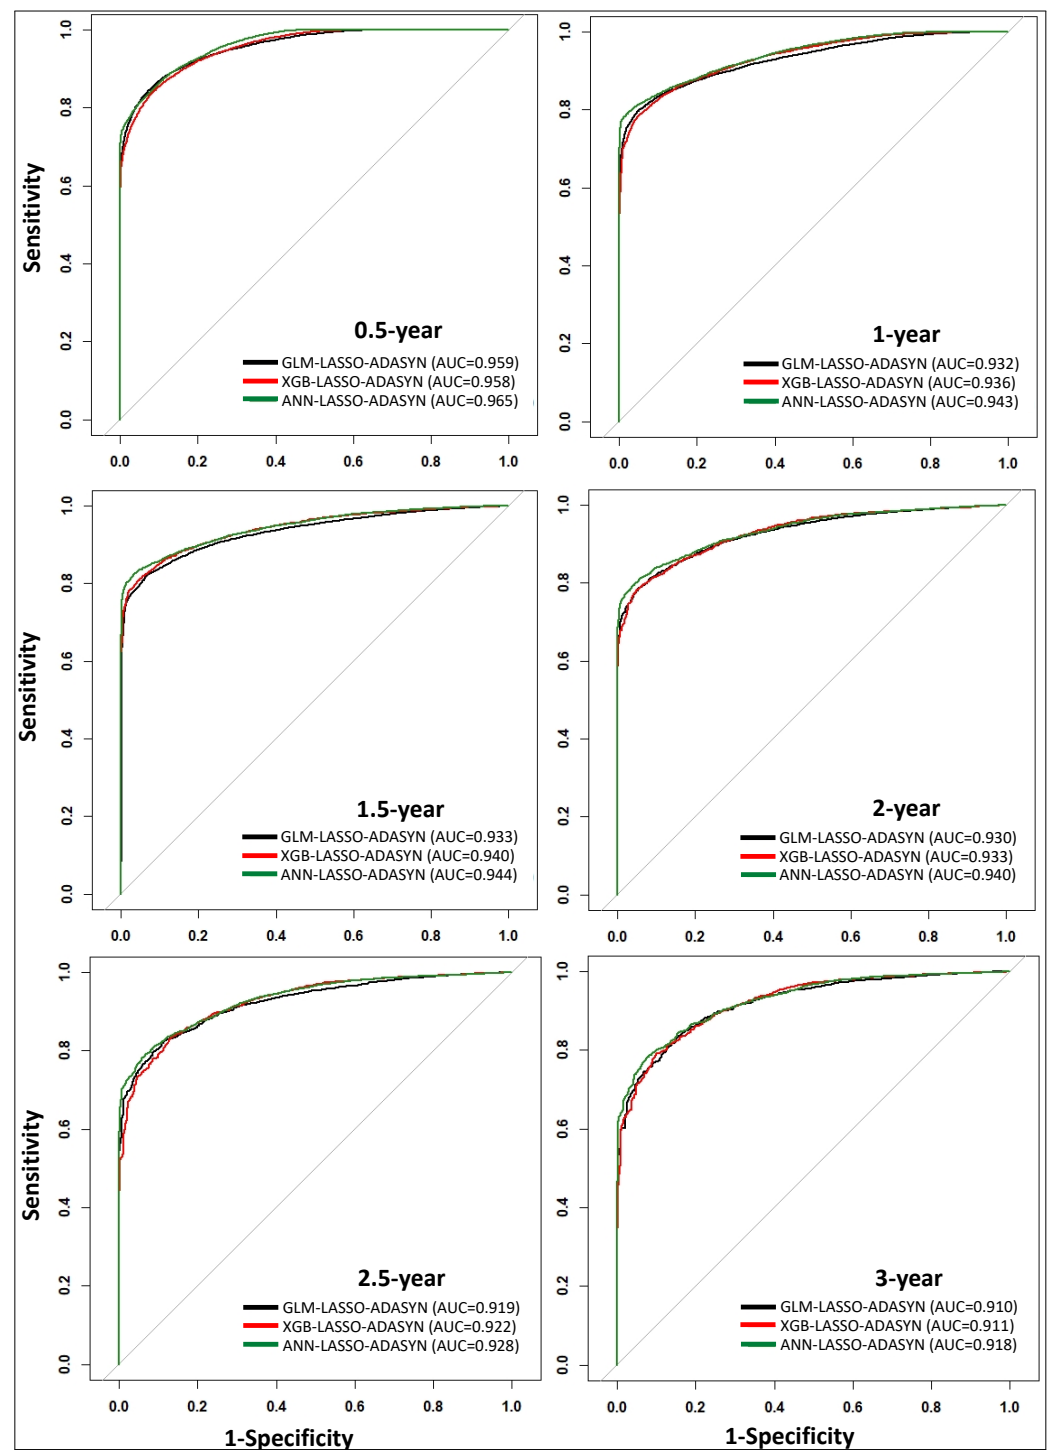 1.0
0.8
0.6
0.4
0.2
0.0
Sensitivity
0.5-year
GLM-LASSO-ADASYN (AUC=0.959)
XGB-LASSO-ADASYN (AUC=0.958)
ANN-LASSO-ADASYN (AUC=0.965)
0.0 0.2 0.4 0.6 0.8 1.0
1.0
0.8
0.6
0.4
0.2
0.0
1-year
GLM-LASSO-ADASYN (AUC=0.932)
XGB-LASSO-ADASYN (AUC=0.936)
ANN-LASSO-ADASYN (AUC=0.943)
0.0 0.2 0.4 0.6 0.8 1.0
1.0
0.8
0.6
0.4
0.2
0.0
Sensitivity
1.5-year
GLM-LASSO-ADASYN (AUC=0.933)
XGB-LASSO-ADASYN (AUC=0.940)
ANN-LASSO-ADASYN (AUC=0.944)
0.0 0.2 0.4 0.6 0.8 1.0
1.0
0.8
0.6
0.4
0.2
0.0
2-year
GLM-LASSO-ADASYN (AUC=0.930)
XGB-LASSO-ADASYN (AUC=0.933)
ANN-LASSO-ADASYN (AUC=0.940)
0.0 0.2 0.4 0.6 0.8 1.0
1.0
0.8
0.6
0.4
0.2
0.0
Sensitivity
2.5-year
GLM-LASSO-ADASYN (AUC=0.919)
XGB-LASSO-ADASYN (AUC=0.922)
ANN-LASSO-ADASYN (AUC=0.928)
0.0 0.2 0.4 0.6 0.8 1.0
1-Specificity
1.0
0.8
0.6
0.4
0.2
0.0
3-year
GLM-LASSO-ADASYN (AUC=0.910)
XGB-LASSO-ADASYN (AUC=0.911)
ANN-LASSO-ADASYN (AUC=0.918)
0.0 0.2 0.4 0.6 0.8 1.0
1-Specificity